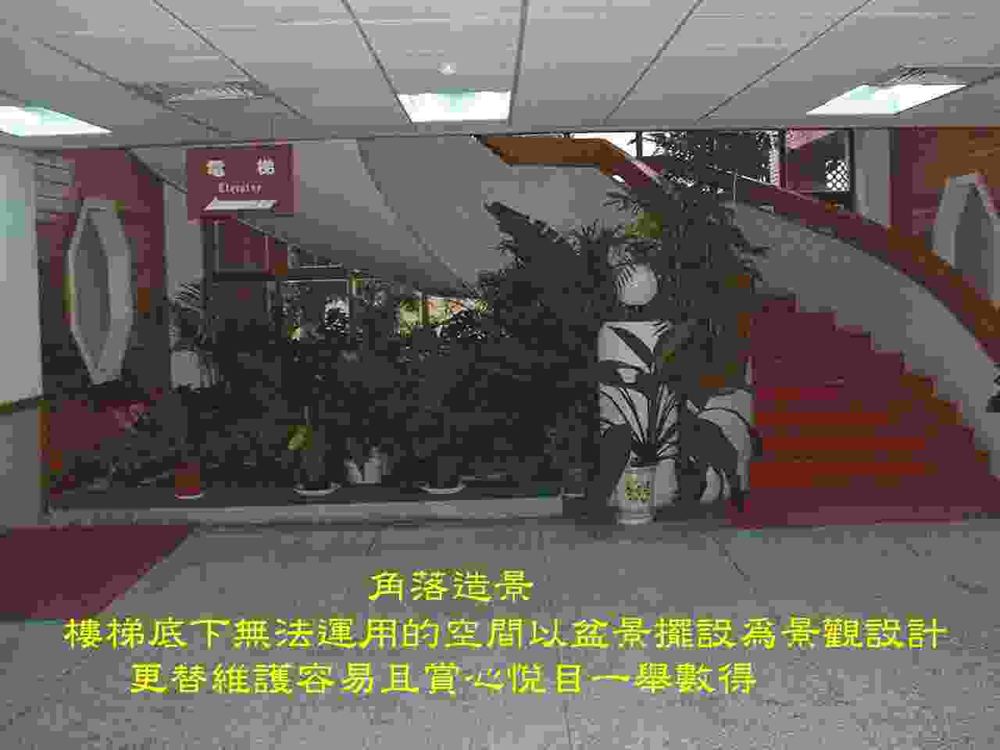 電 梯
Elevator
角落造景
樓梯底下無法運用的空間以盆景擺設為景觀設計
更替維護容易且賞心悅目一舉數得